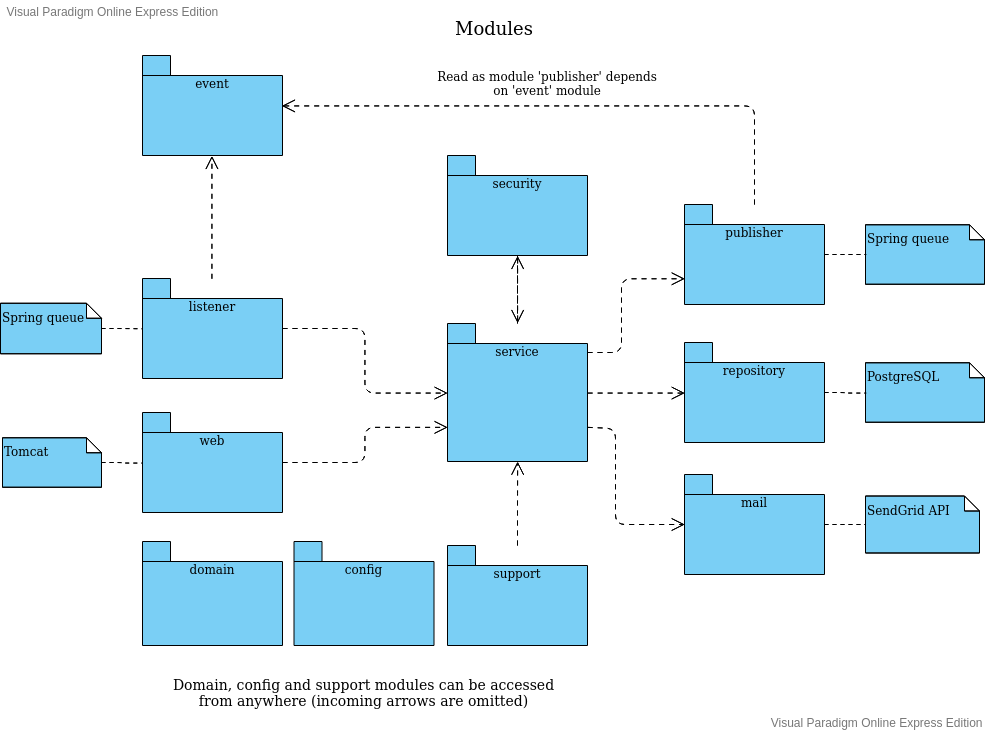 Visual Paradigm Online Express Edition
Modules
event
Read as module 'publisher' depends
on 'event' module
security
publisher
Spring queue
listener
Spring queue
service
repository
PostgreSQL
web
Tomcat
mail
SendGrid API
domain
config
support
Domain, config and support modules can be accessed
from anywhere (incoming arrows are omitted)
Visual Paradigm Online Express Edition